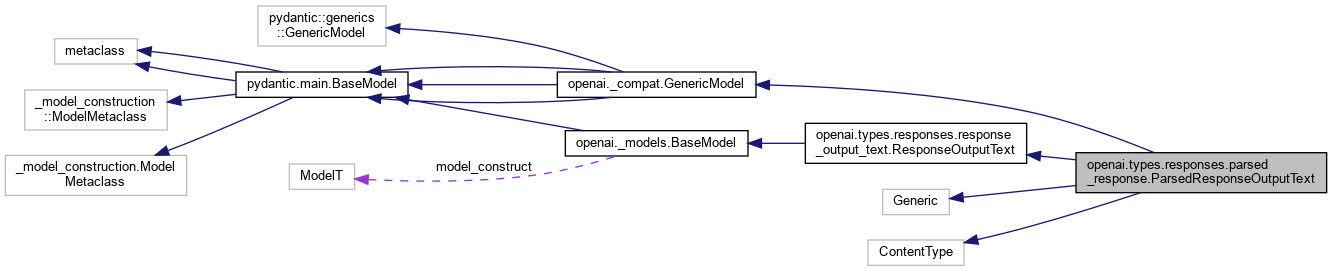 pydantic::generics
::GenericModel
metaclass
pydantic.main.BaseModel
openai._compat.GenericModel
_model_construction
::ModelMetaclass
openai._models.BaseModel
openai.types.responses.response
_output_text.ResponseOutputText
_model_construction.Model
Metaclass
model_construct
ModelT
openai.types.responses.parsed
_response.ParsedResponseOutputText
Generic
ContentType